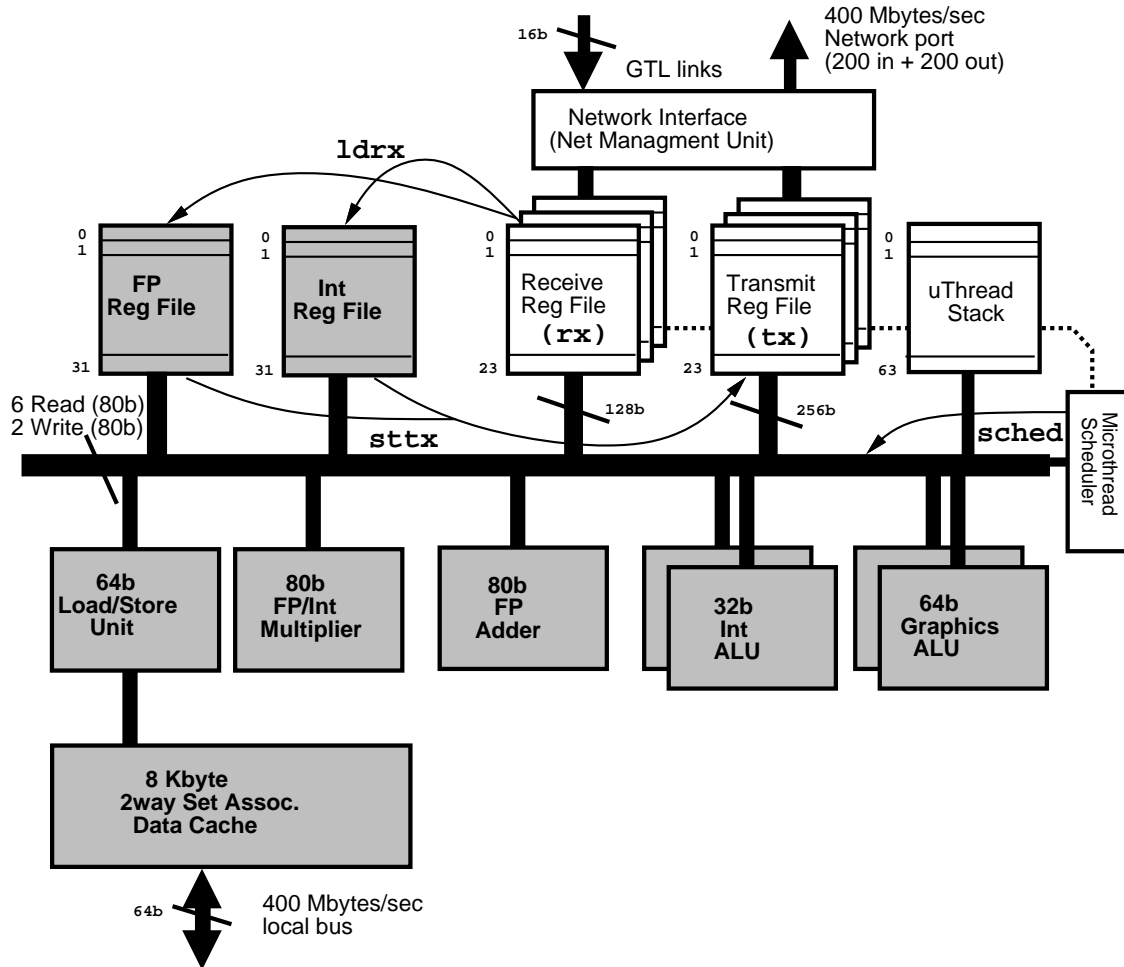 16b
GTL links
400 Mbytes/sec
Network port
(200 in + 200 out)
Network Interface
(Net Managment Unit)
ldrx
0
1
FP
Reg File
31
0
1
Int
Reg File
31
0
1
Receive
Reg File
(rx)
23
0
1
Transmit
Reg File
(tx)
23
0
1
uThread
Stack
63
6 Read (80b)
2 Write (80b)
sttx
128b
256b
sched
Microthread
Scheduler
64b
Load/Store
Unit
80b
FP/Int
Multiplier
80b
FP
Adder
32b
Int
ALU
64b
Graphics
ALU
8 Kbyte
2way Set Assoc.
Data Cache
64b
400 Mbytes/sec
local bus